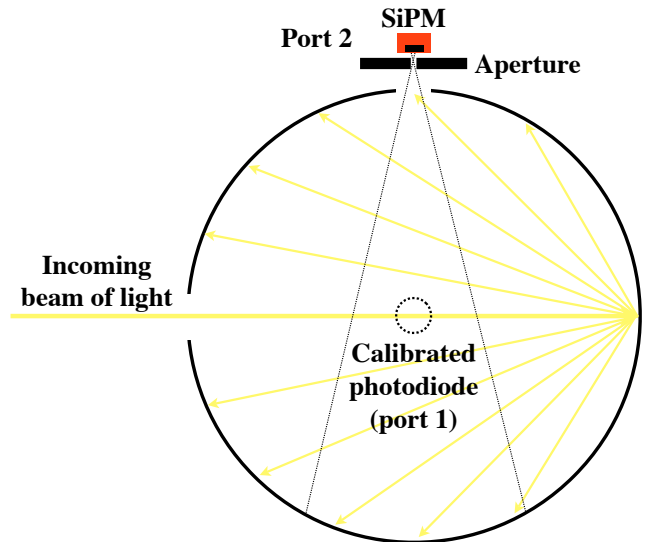 SiPM
Port 2
Aperture
Incoming
beam of light
Calibrated
photodiode
(port 1)